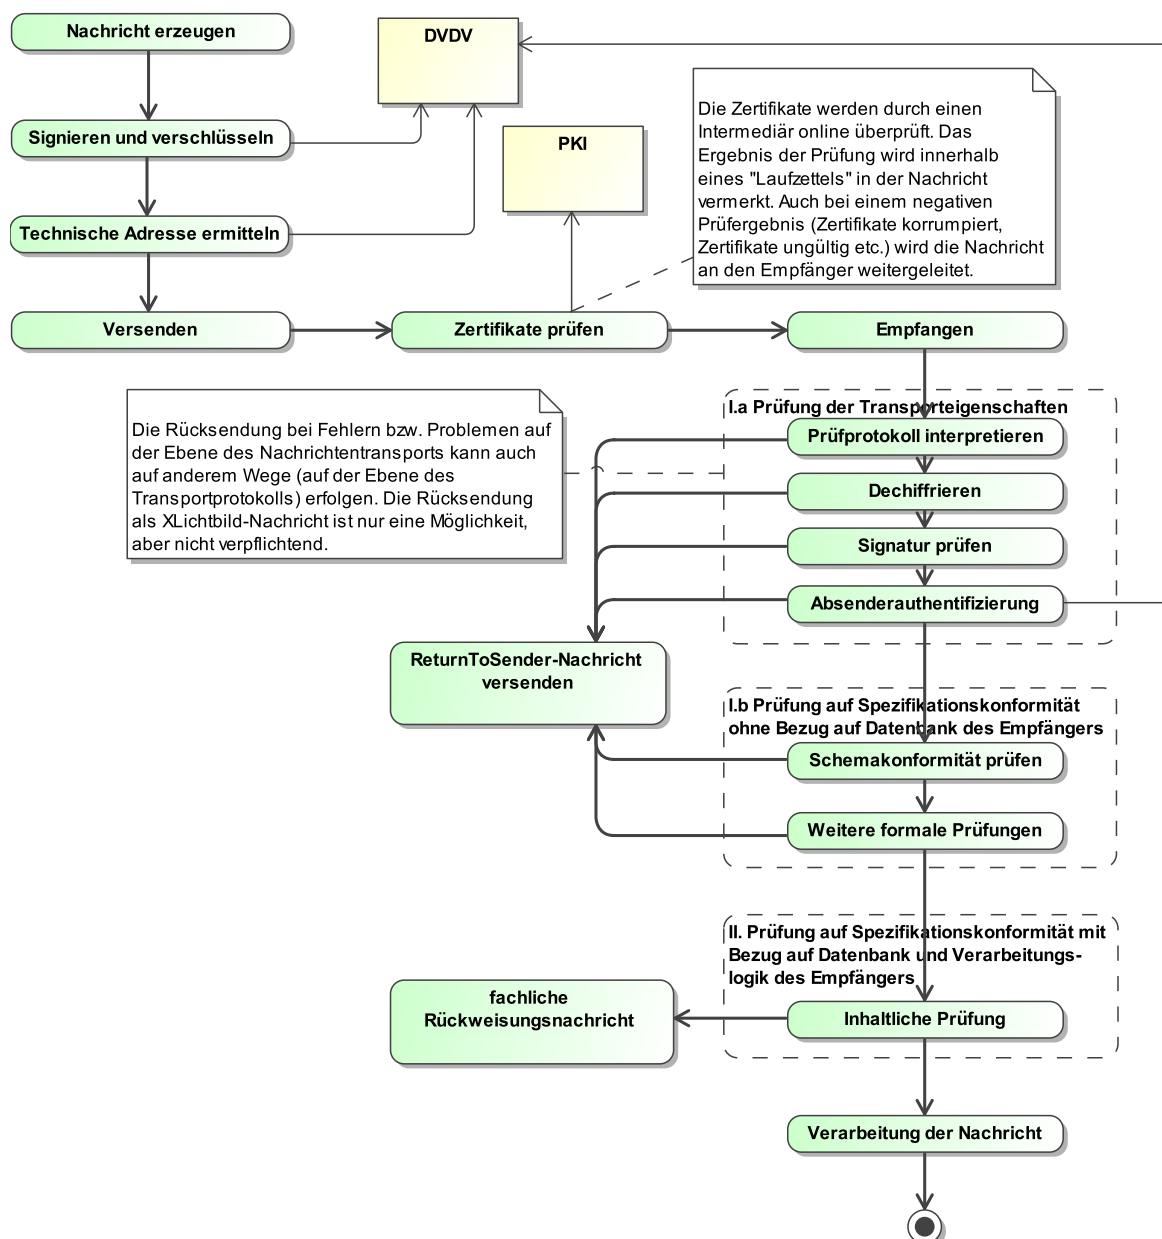 Nachricht erzeugen
DVDV
Signieren und verschlüsseln
PKI
Die Zertifikate werden durch einen
Intermediär online überprüft. Das
Ergebnis der Prüfung wird innerhalb
eines "Laufzettels" in der Nachricht
vermerkt. Auch bei einem negativen
Prüfergebnis (Zertifikate korrumpiert,
Zertifikate ungültig etc.) wird die Nachricht
an den Empfänger weitergeleitet.
Technische Adresse ermitteln
Versenden
Zertifikate prüfen
Empfangen
Die Rücksendung bei Fehlern bzw. Problemen auf
der Ebene des Nachrichtentransports kann auch
auf anderem Wege (auf der Ebene des
Transportprotokolls) erfolgen. Die Rücksendung
als XLichtbild-Nachricht ist nur eine Möglichkeit,
aber nicht verpflichtend.
I.a Prüfung der Transporteigenschaften
Prüfprotokoll interpretieren
Dechiffrieren
Signatur prüfen
Absenderauthentifizierung
ReturnToSender-Nachricht
versenden
I.b Prüfung auf Spezifikationskonformität
ohne Bezug auf Datenbank des Empfängers
Schemakonformität prüfen
Weitere formale Prüfungen
II. Prüfung auf Spezifikationskonformität mit
Bezug auf Datenbank und Verarbeitungs-
logik des Empfängers
fachliche
Rückweisungsnachricht
Inhaltliche Prüfung
Verarbeitung der Nachricht